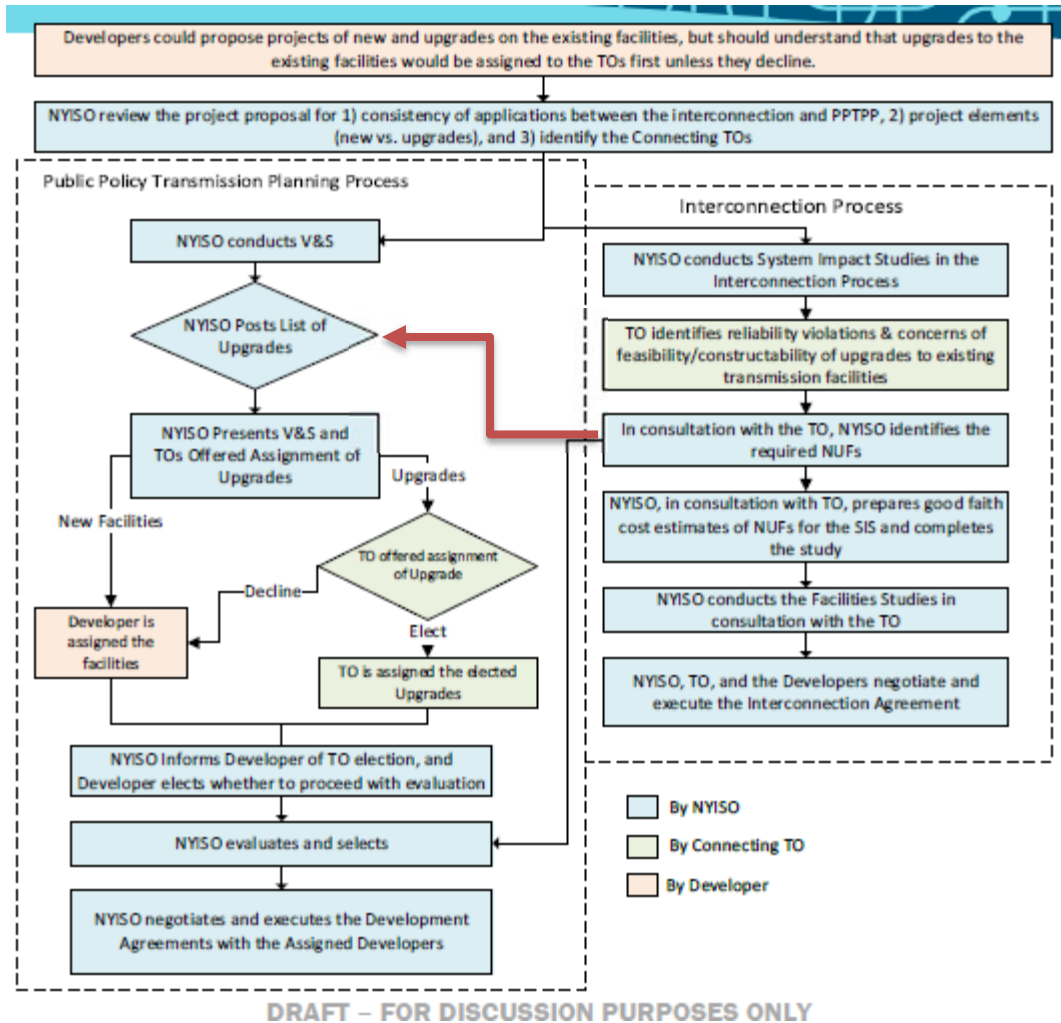 Developers could propose projects of new and upgrades on the existing facilities, but should understand that upgrades to the
existing facilities would be assigned to the TOs first unless they decline.
NYISO review the project proposal for 1) consistency of applications between the interconnection and PPTPP, 2) project elements
(new vs. upgrades), and 3) identify the Connecting TOs
Public Policy Transmission Planning Process
NYISO conducts V&S
NYISO Posts List of
Upgrades
NYISO Presents V&S and
TOs Offered Assignment of
Upgrades
Upgrades
New Facilities
TO offered assignment
of Upgrade
Decline
Developer is
assigned the
facilities
Elect
TO is assigned the elected
Upgrades
NYISO Informs Developer of TO election, and
Developer elects whether to proceed with evaluation
NYISO evaluates and selects
NYISO negotiates and executes the Development
Agreements with the Assigned Developers
Interconnection Process
NYISO conducts System Impact Studies in the
Interconnection Process
TO identifies reliability violations & concerns of
feasibility/constructability of upgrades to existing
transmission facilities
In consultation with the TO, NYISO identifies the
required NUFs
NYISO, in consultation with TO, prepares good faith
cost estimates of NUFs for the SIS and completes
the study
NYISO conducts the Facilities Studies in
consultation with the TO
NYISO, TO, and the Developers negotiate and
execute the Interconnection Agreement
By NYISO
By Connecting TO
By Developer
DRAFT – FOR DISCUSSION PURPOSES ONLY